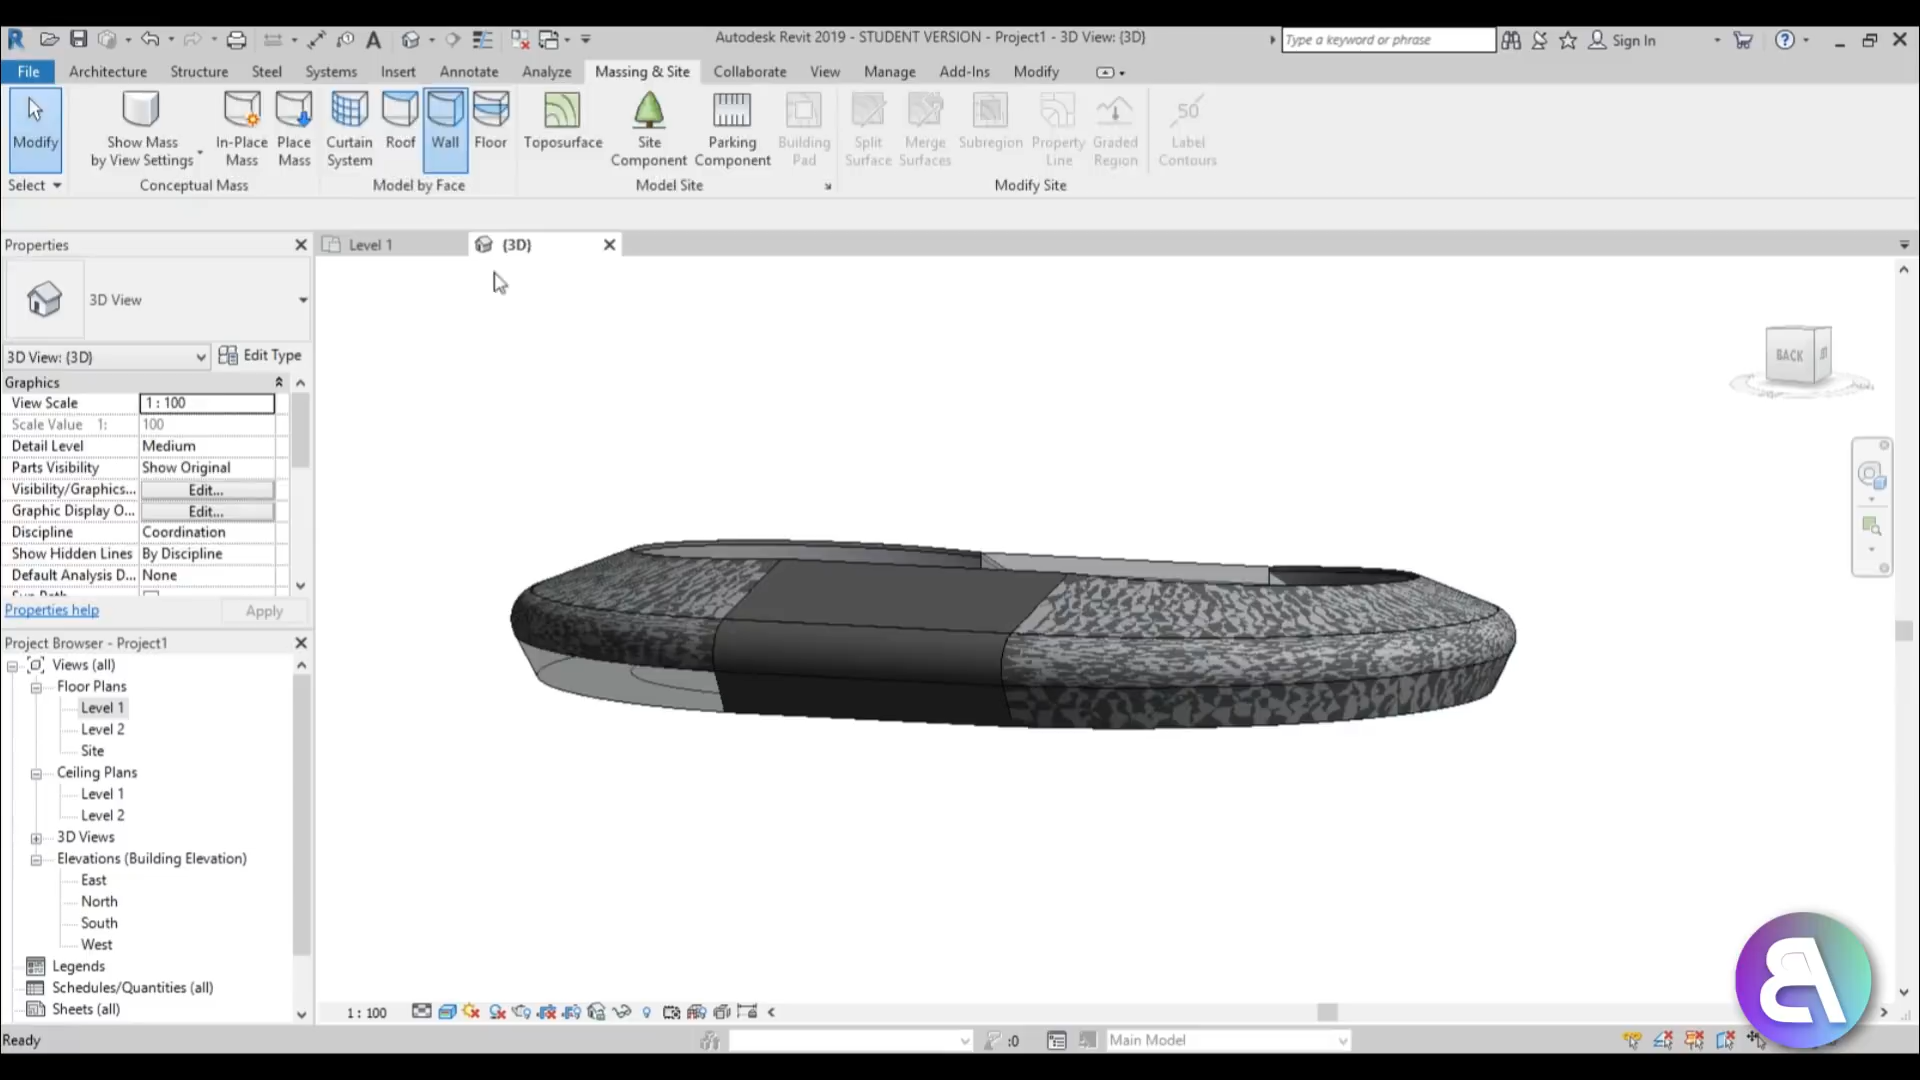 Autodesk Revit 2019 - STUDENT VERSION - Project1 - 3D View: {3D}
Type a keyword or phrase
Sign In
File Architecture Structure Steel Systems Insert Annotate Analyze Massing & Site Collaborate View Manage Add-Ins Modify
Modify
Show Mass
by View Settings
In-Place
Mass
Place
Mass
Curtain
System
Roof
Wall
Floor
Toposurface
Site
Component
Parking
Component
Building
Pad
Split
Surface
Merge
Surfaces
Subregion
Property
Line
Graded
Region
50
Label
Contours
Select
Conceptual Mass
Model by Face
Model Site
Modify Site
Properties
Level 1
{3D}
3D View
3D View: {3D}
Edit Type
Graphics
View Scale 1 : 100
Scale Value 1: 100
Detail Level Medium
Parts Visibility Show Original
Visibility/Graphics... Edit...
Graphic Display O... Edit...
Discipline Coordination
Show Hidden Lines By Discipline
Default Analysis D... None
Properties help
Apply
BACK
Project Browser - Project1
Views (all)
Floor Plans
Level 1
Level 2
Site
Ceiling Plans
Level 1
Level 2
3D Views
Elevations (Building Elevation)
East
North
South
West
Legends
Schedules/Quantities (all)
Sheets (all)
1 : 100
Ready
:0
Main Model